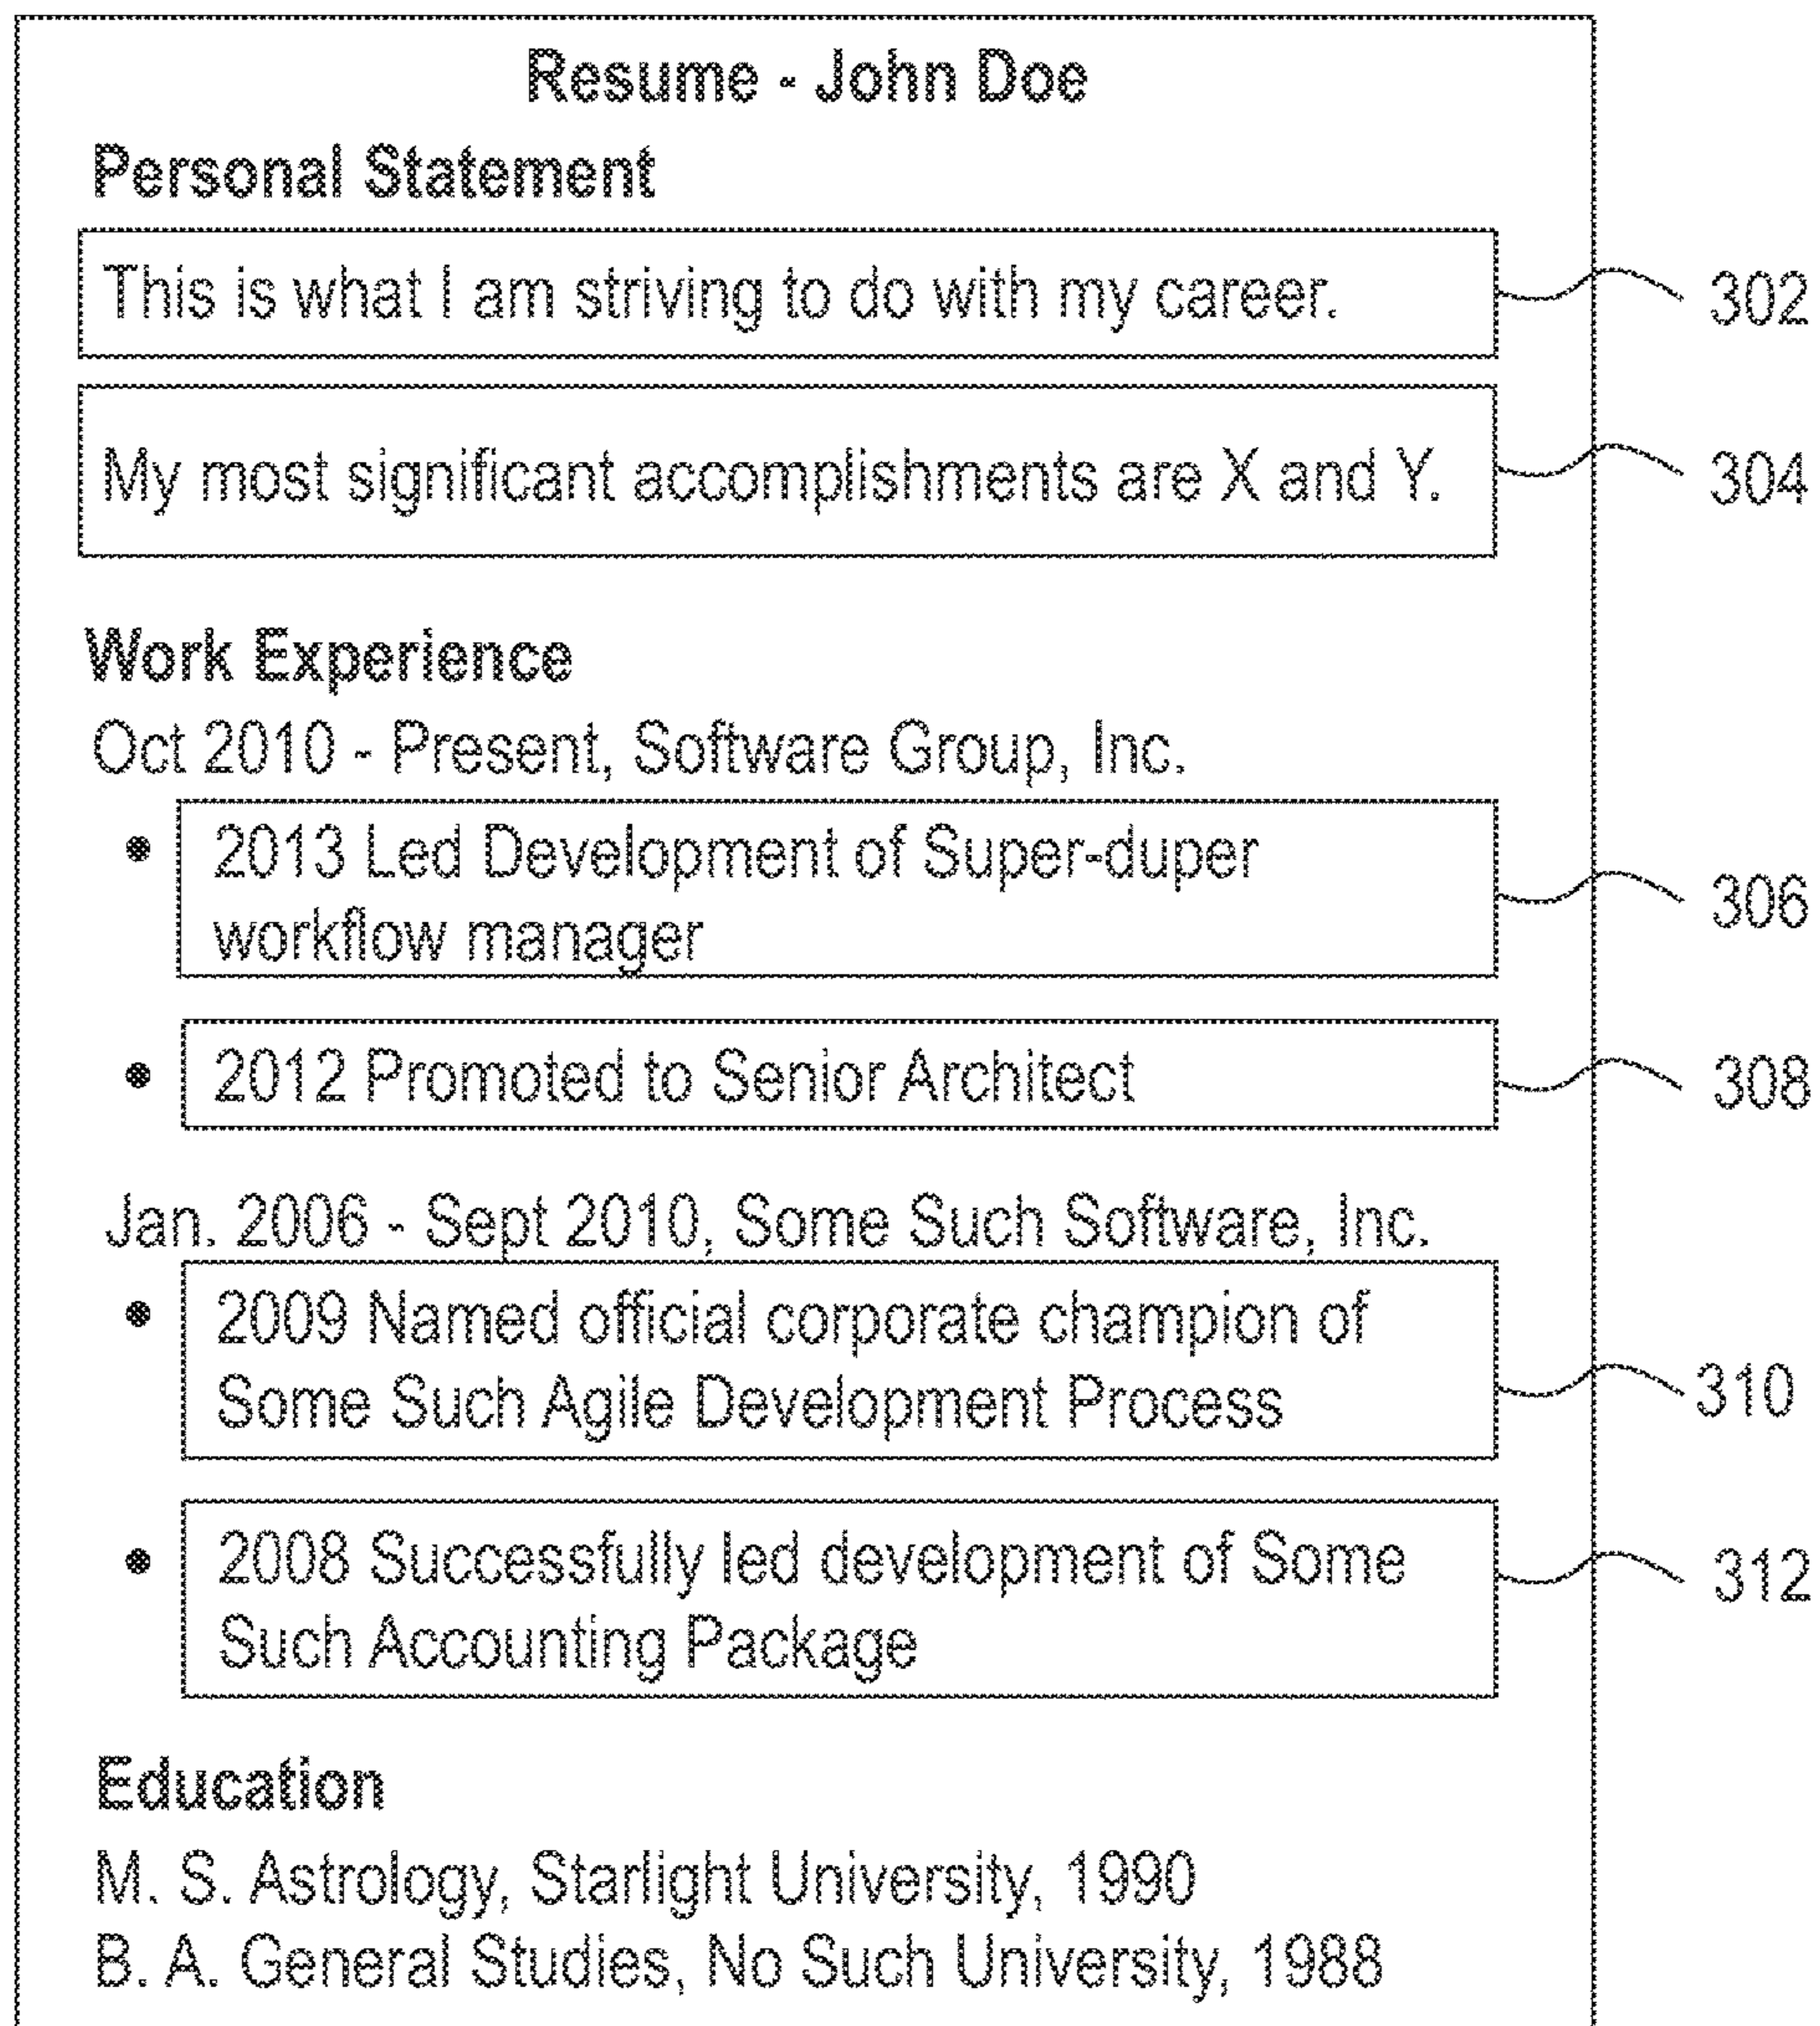 Resume - John Doe
Personal Statement
This is what I am striving to do with my career.
302
My most significant accomplishments are X and Y.
304
Work Experience
Oct 2010 - Present, Software Group, Inc.
• 2013 Led Development of Super-duper
workflow manager
306
• 2012 Promoted to Senior Architect
308
Jan. 2006 - Sept 2010, Some Such Software, Inc.
• 2009 Named official corporate champion of
Some Such Agile Development Process
310
• 2008 Successfully led development of Some
Such Accounting Package
312
Education
M. S. Astrology, Starlight University, 1990
B. A. General Studies, No Such University, 1988